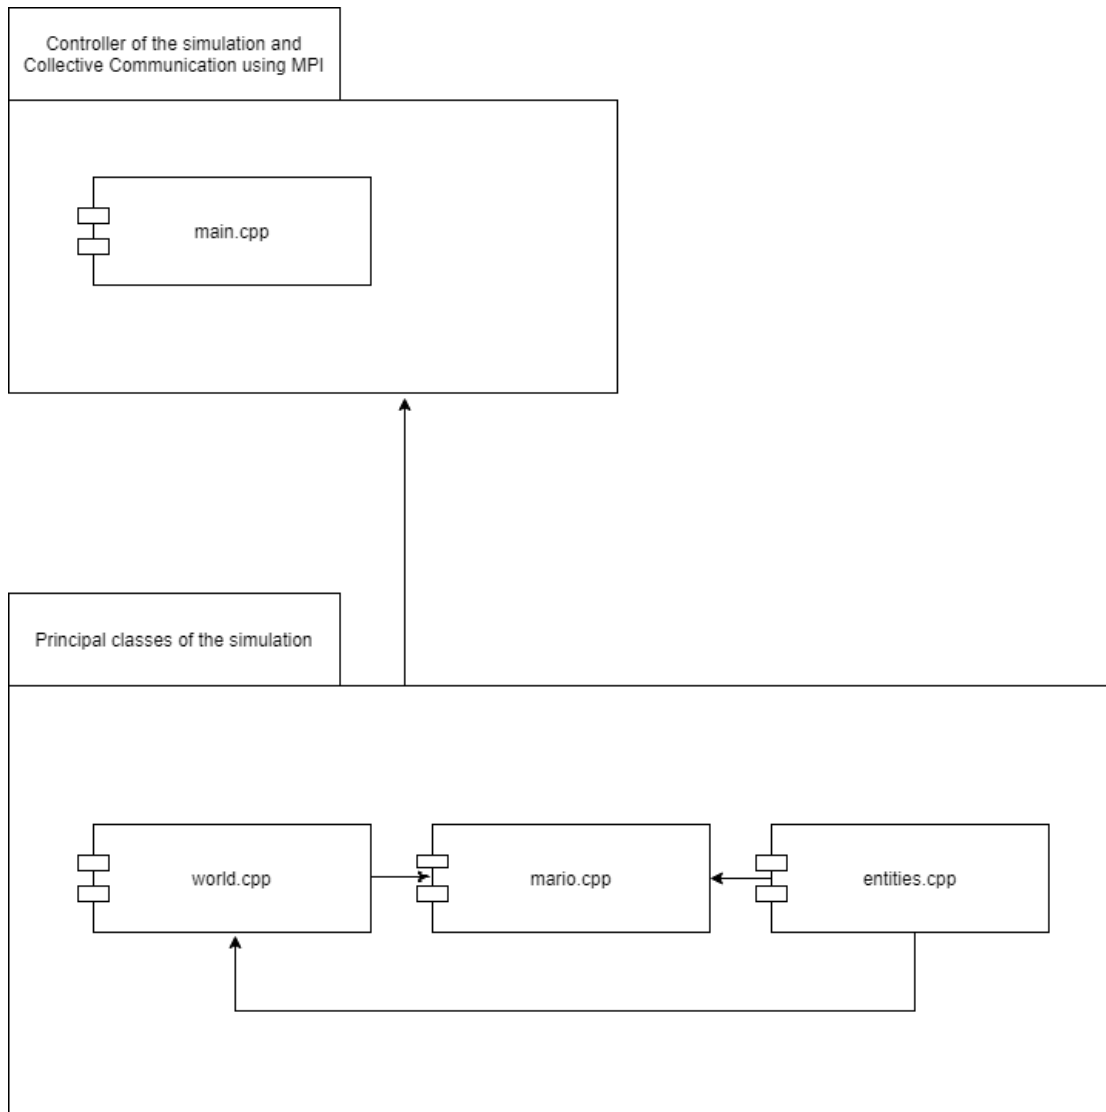 Controller of the simulation and
Collective Communication using MPI
main.cpp
Principal classes of the simulation
world.cpp
mario.cpp
entities.cpp